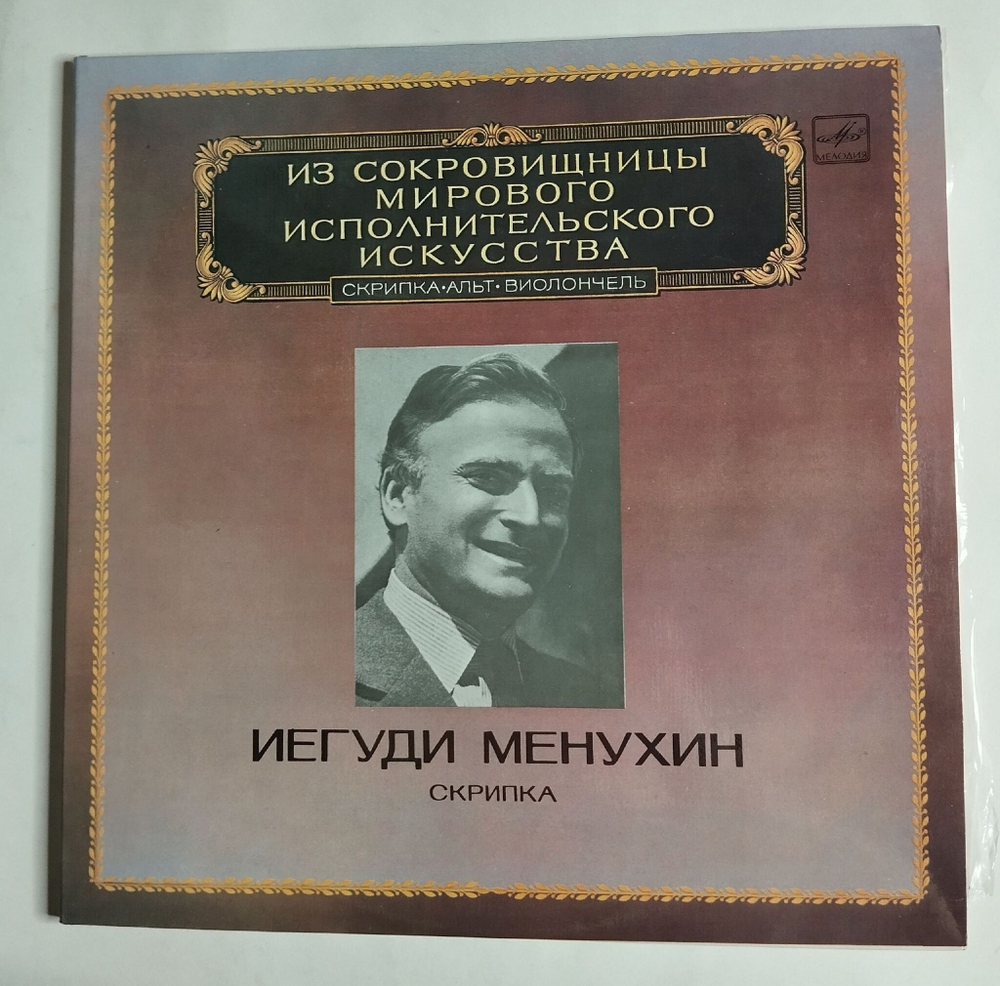 ИЗ СОКРОВИЩНИЦЫ
МИРОВОГО
ИСПОЛНИТЕЛЬСКОГО
ИСКУССТВА
СКРИПКА•АЛЬТ•ВИОЛОНЧЕЛЬ
МЕЛОДИЯ
ИЕГУДИ МЕНУХИН
СКРИПКА